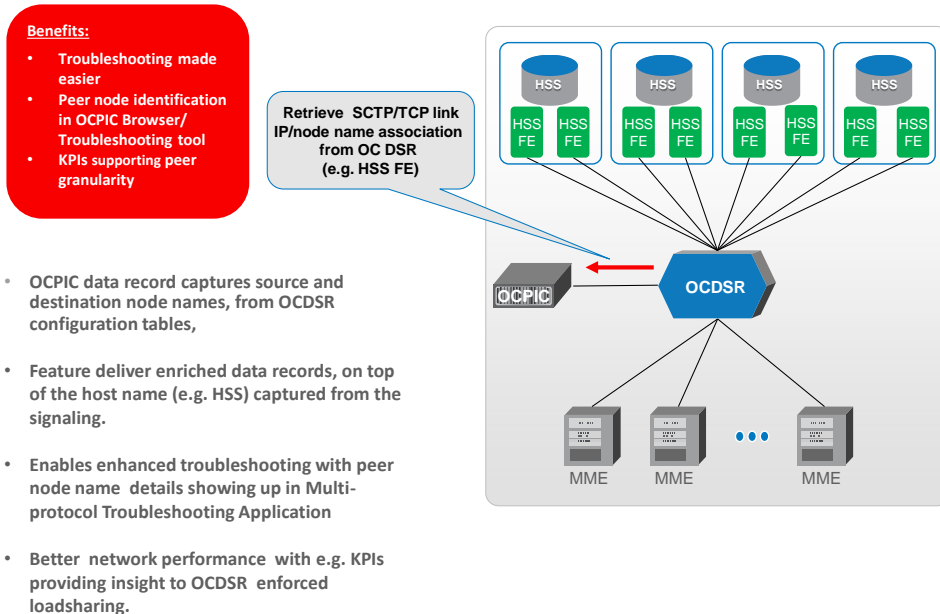 Benefits:
• Troubleshooting made
easier
• Peer node identification
in OCPIC Browser/
Troubleshooting tool
• KPIs supporting peer
granularity
Retrieve SCTP/TCP link
IP/node name association
from OC DSR
(e.g. HSS FE)
HSS
HSS
HSS
HSS
HSS
FE
HSS
FE
HSS
FE
HSS
FE
HSS
FE
HSS
FE
HSS
FE
HSS
FE
OCPIC
OCDSR
MME
MME
MME
• OCPIC data record captures source and
destination node names, from OCDSR
configuration tables,
• Feature deliver enriched data records, on top
of the host name (e.g. HSS) captured from the
signaling.
• Enables enhanced troubleshooting with peer
node name details showing up in Multi-
protocol Troubleshooting Application
• Better network performance with e.g. KPIs
providing insight to OCDSR enforced
loadsharing.